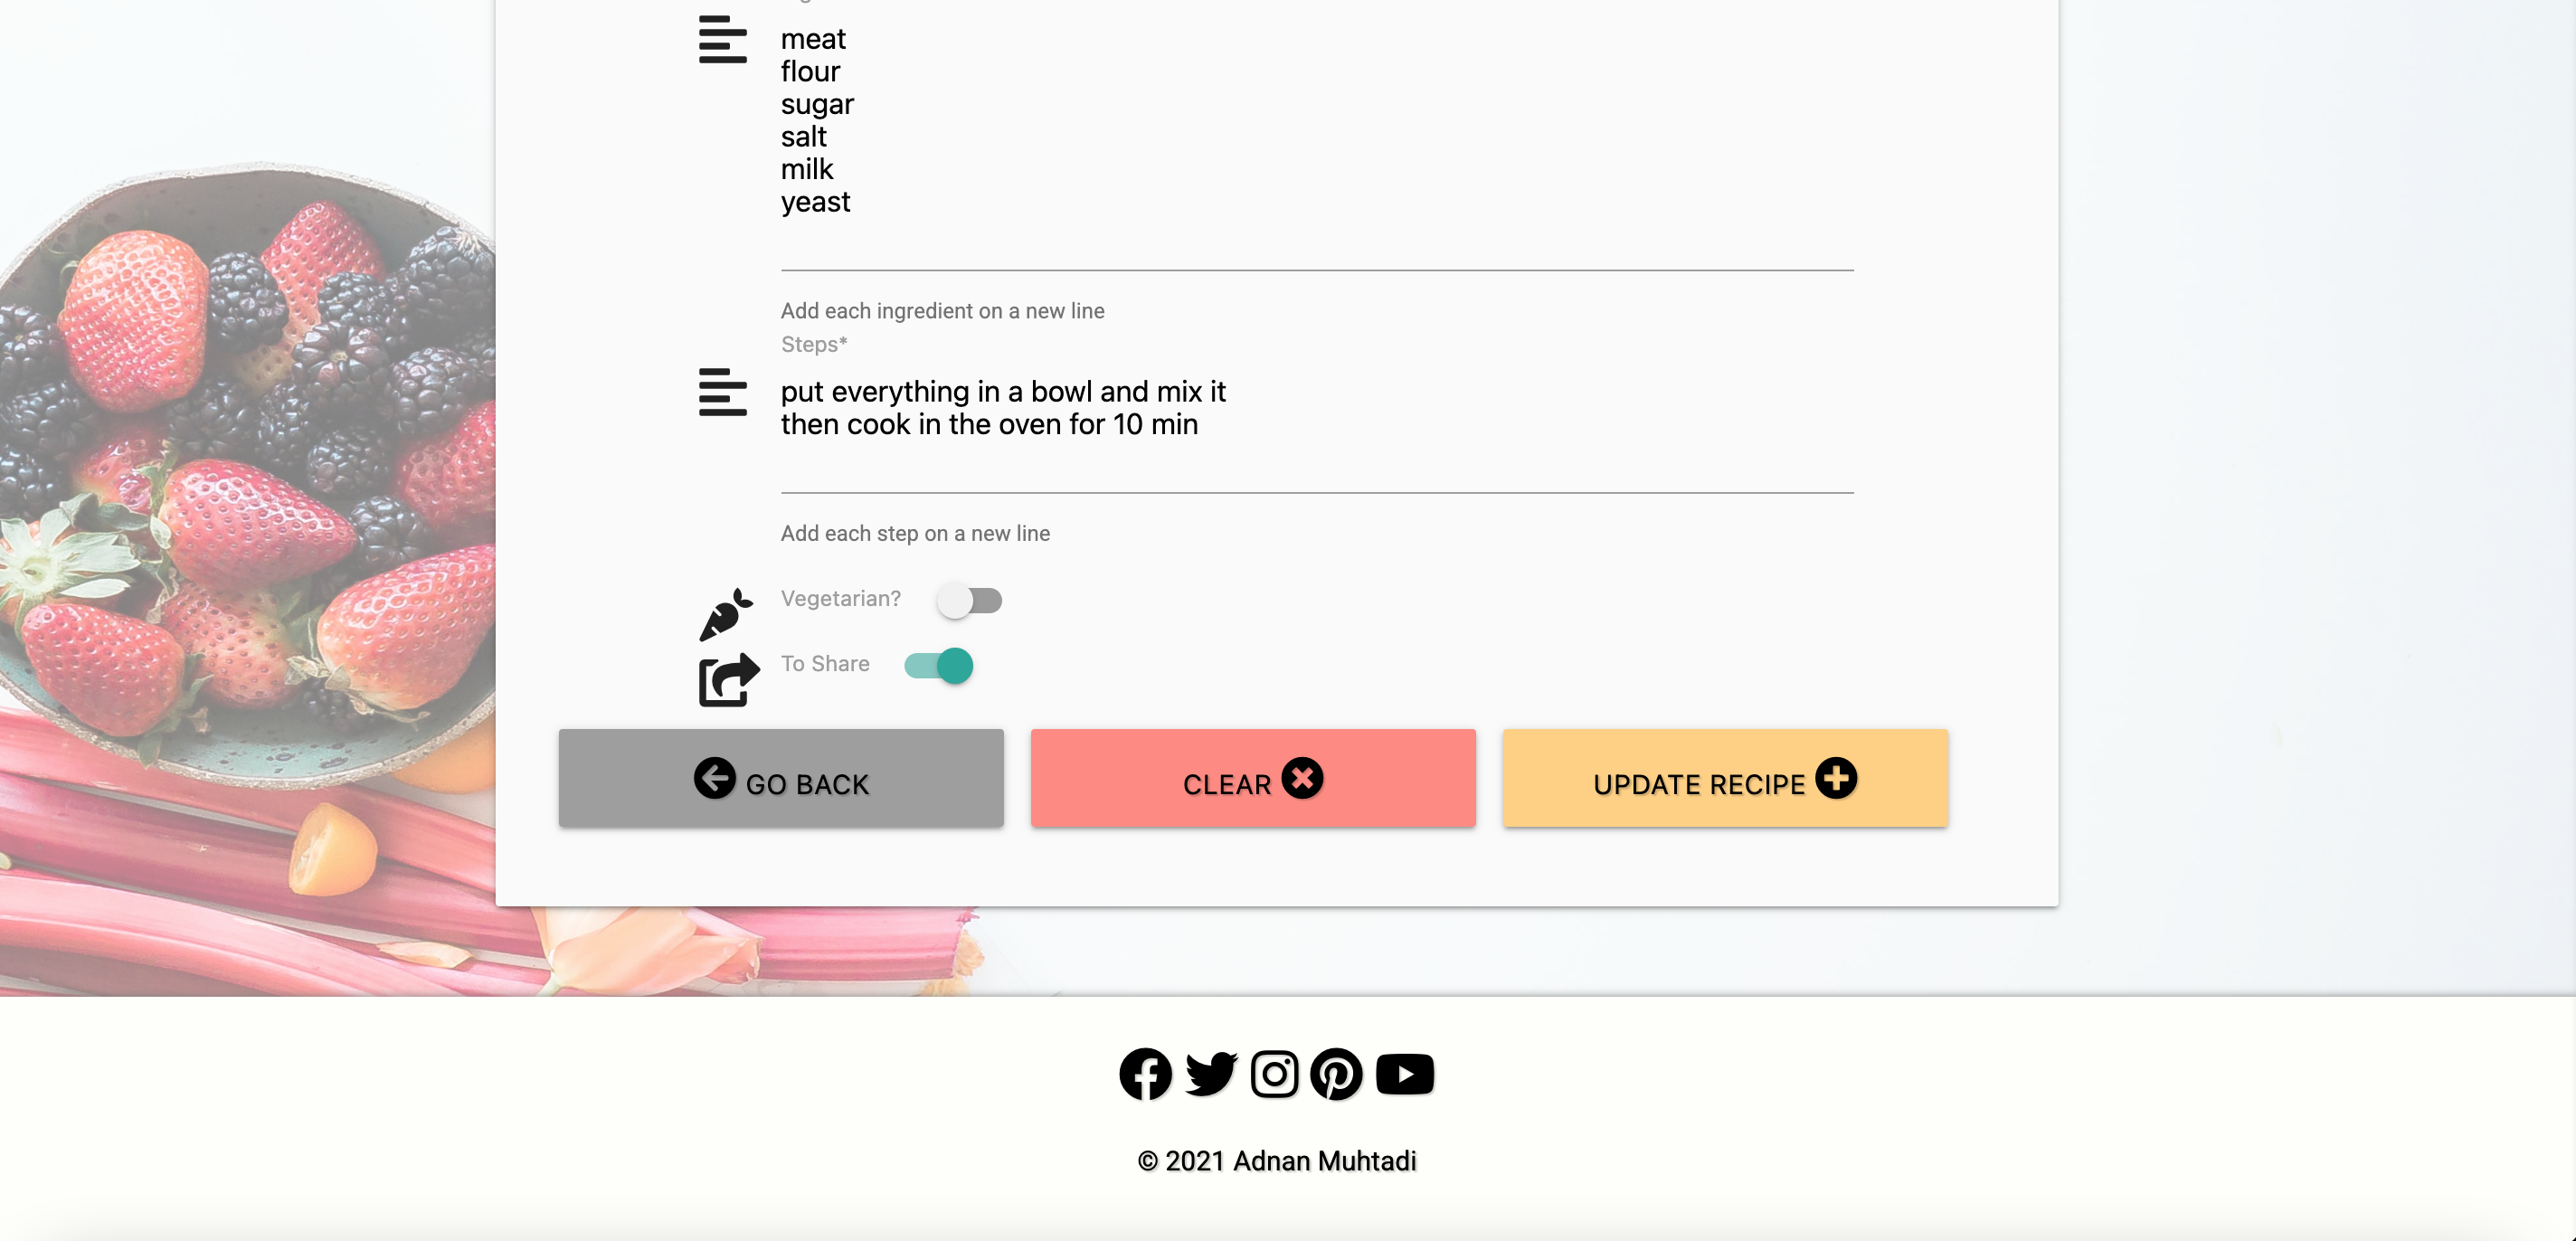 meat
flour
sugar
salt
milk
yeast
Add each ingredient on a new line
Steps*
put everything in a bowl and mix it
then cook in the oven for 10 min
Add each step on a new line
Vegetarian?
To Share
GO BACK
CLEAR
UPDATE RECIPE
© 2021 Adnan Muhtadi